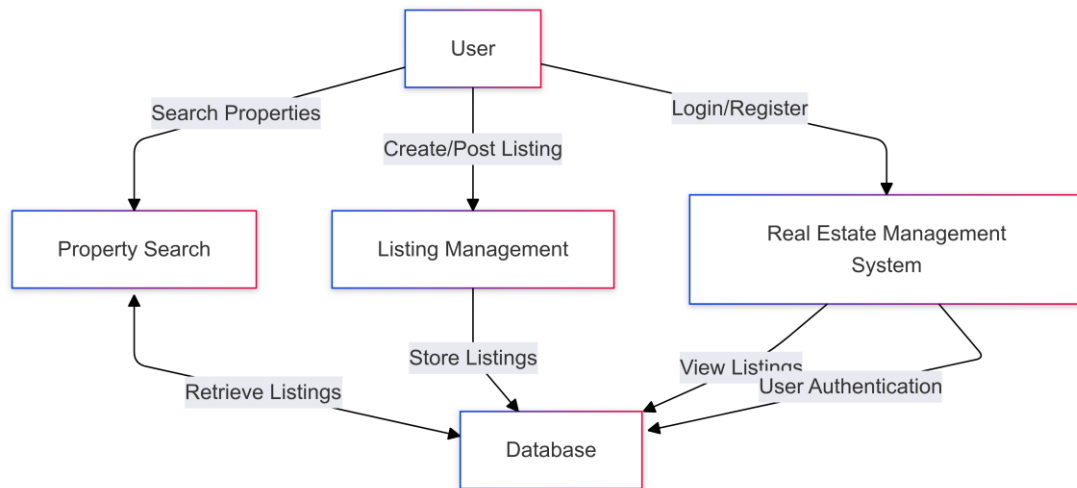 User
Search Properties
Login/Register
Create/Post Listing
Property Search
Listing Management
Real Estate Management
System
Store Listings
View Listings
User Authentication
Retrieve Listings
Database